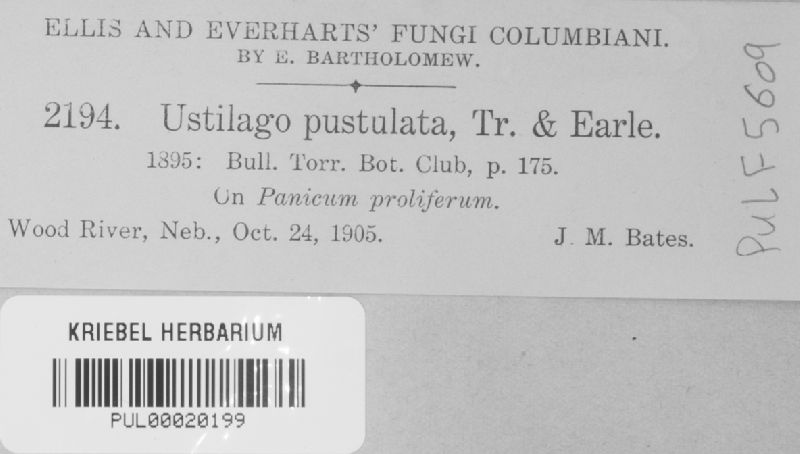 ELLIS AND EVERHARTS' FUNGI COLUMBIANI.
BY E. BARTHOLOMEW.
2194. Ustilago pustulata, Tr. & Earle.
1895: Bull. Torr. Bot. Club, p. 175.
On Panicum proliferum.
Wood River, Neb., Oct. 24, 1905. J. M. Bates.
PUL F5609
KRIEBEL HERBARIUM
PUL00020199